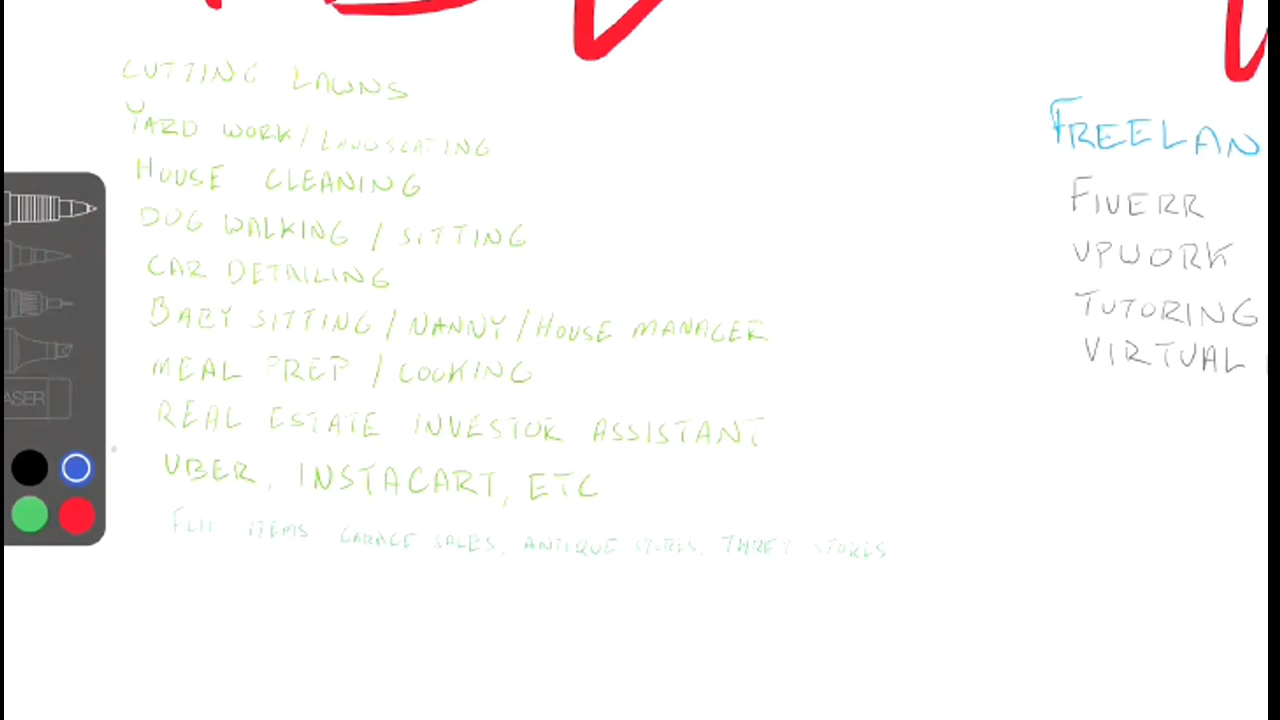 CUTTING LAWNS
YARD WORK / LANDSCAPING
HOUSE CLEANING
DOG WALKING / SITTING
CAR DETAILING
BABY SITTING / NANNY / HOUSE MANAGER
MEAL PREP / COOKING
REAL ESTATE INVESTOR ASSISTANT
UBER, INSTACART, ETC
FLIP ITEMS GARAGE SALES, ANTIQUE STORES, THRIFT STORES
FREELAN
FIVERR
UPWORK
TUTORING
VIRTUAL
ASER